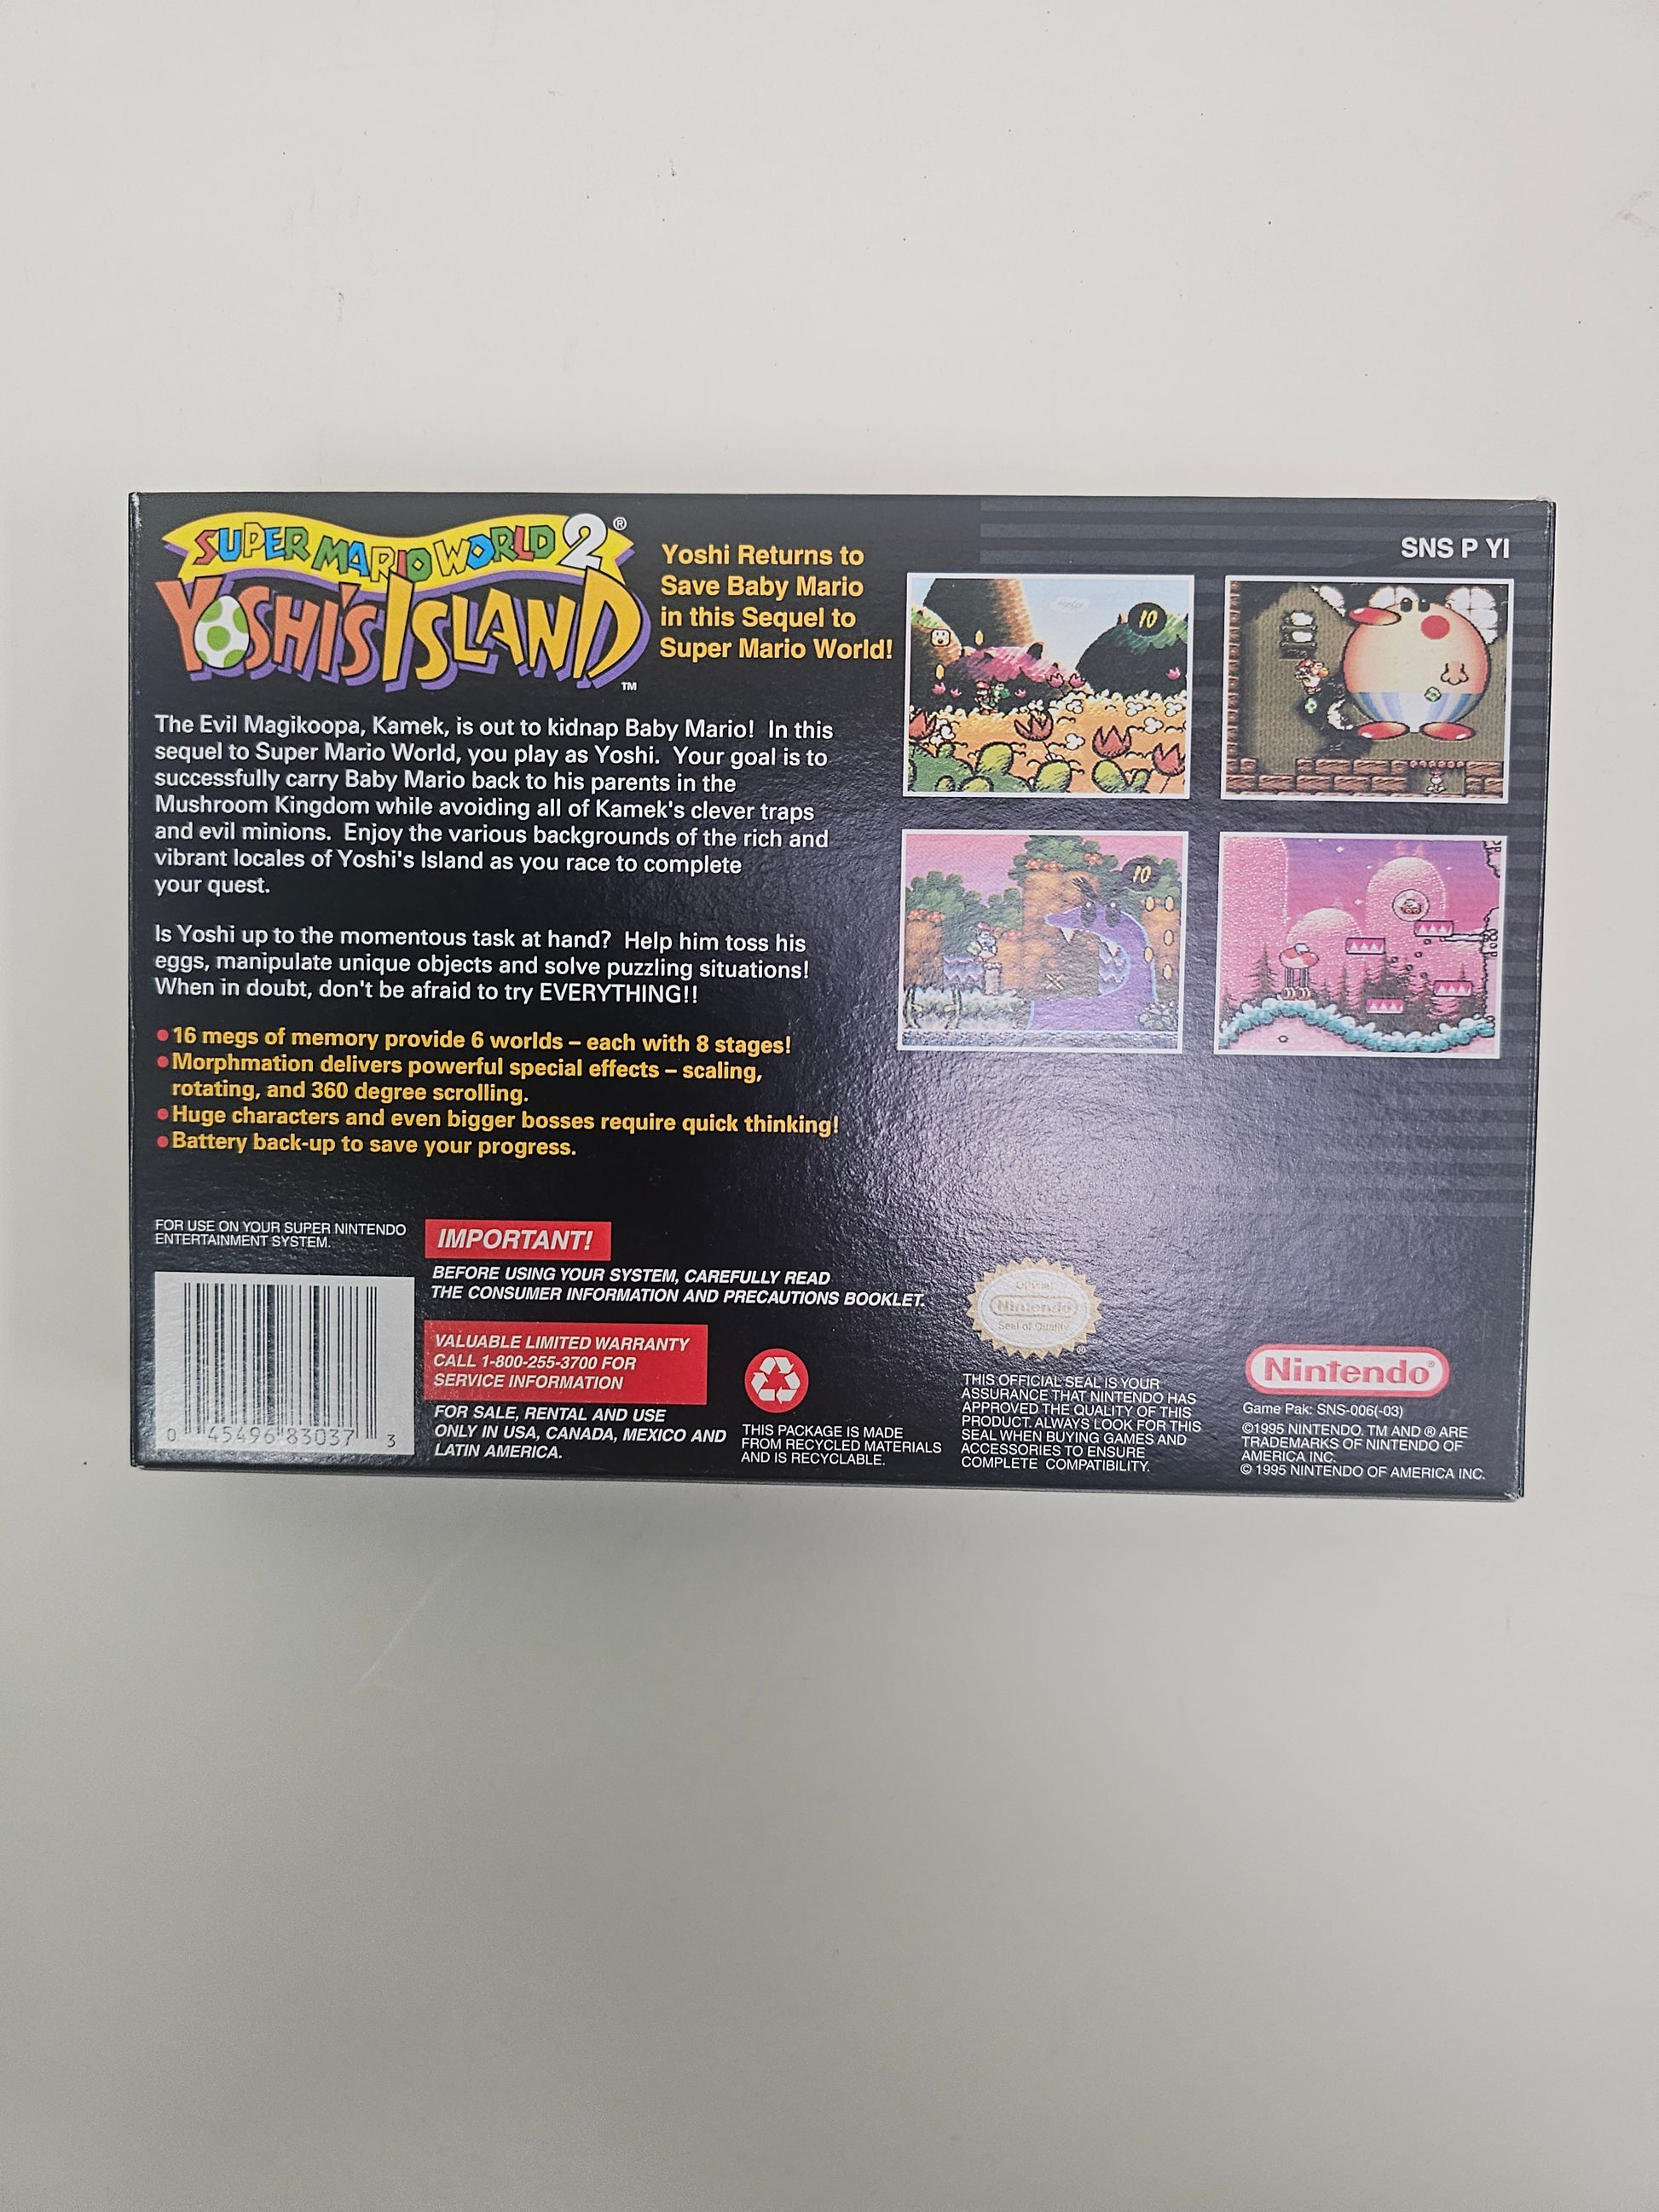 SUPER MARIO WORLD 2®
YOSHI'S ISLAND
TM
Yoshi Returns to
Save Baby Mario
in this Sequel to
Super Mario World!
SNS P YI
10
10
The Evil Magikoopa, Kamek, is out to kidnap Baby Mario! In this
sequel to Super Mario World, you play as Yoshi. Your goal is to
successfully carry Baby Mario back to his parents in the
Mushroom Kingdom while avoiding all of Kamek's clever traps
and evil minions. Enjoy the various backgrounds of the rich and
vibrant locales of Yoshi's Island as you race to complete
your quest.
Is Yoshi up to the momentous task at hand? Help him toss his
eggs, manipulate unique objects and solve puzzling situations!
When in doubt, don't be afraid to try EVERYTHING!!
•16 megs of memory provide 6 worlds – each with 8 stages!
•Morphmation delivers powerful special effects – scaling,
rotating, and 360 degree scrolling.
•Huge characters and even bigger bosses require quick thinking!
•Battery back-up to save your progress.
FOR USE ON YOUR SUPER NINTENDO
ENTERTAINMENT SYSTEM.
0 45496 83037 3
IMPORTANT!
BEFORE USING YOUR SYSTEM, CAREFULLY READ
THE CONSUMER INFORMATION AND PRECAUTIONS BOOKLET.
VALUABLE LIMITED WARRANTY
CALL 1-800-255-3700 FOR
SERVICE INFORMATION
FOR SALE, RENTAL AND USE
ONLY IN USA, CANADA, MEXICO AND
LATIN AMERICA.
THIS PACKAGE IS MADE
FROM RECYCLED MATERIALS
AND IS RECYCLABLE.
Official
Nintendo
Seal of Quality
®
THIS OFFICIAL SEAL IS YOUR
ASSURANCE THAT NINTENDO HAS
APPROVED THE QUALITY OF THIS
PRODUCT. ALWAYS LOOK FOR THIS
SEAL WHEN BUYING GAMES AND
ACCESSORIES TO ENSURE
COMPLETE COMPATIBILITY.
Nintendo®
Game Pak: SNS-006(-03)
©1995 NINTENDO. TM AND ® ARE
TRADEMARKS OF NINTENDO OF
AMERICA INC.
© 1995 NINTENDO OF AMERICA INC.